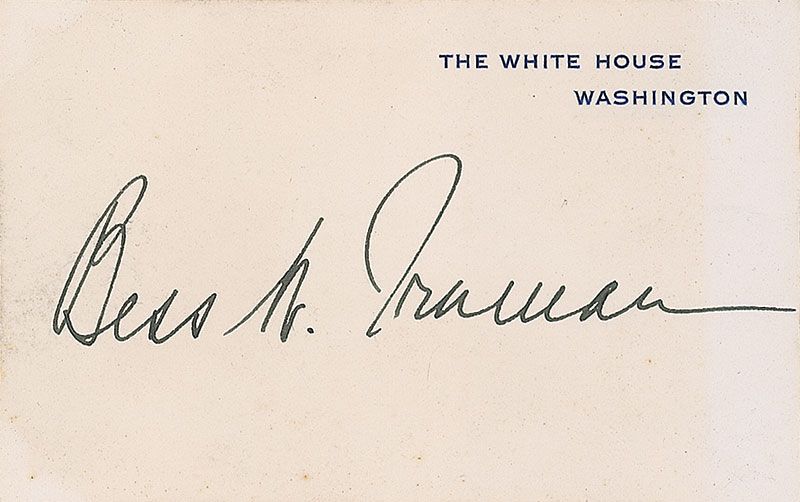 THE WHITE HOUSE
WASHINGTON
Bess W. Truman